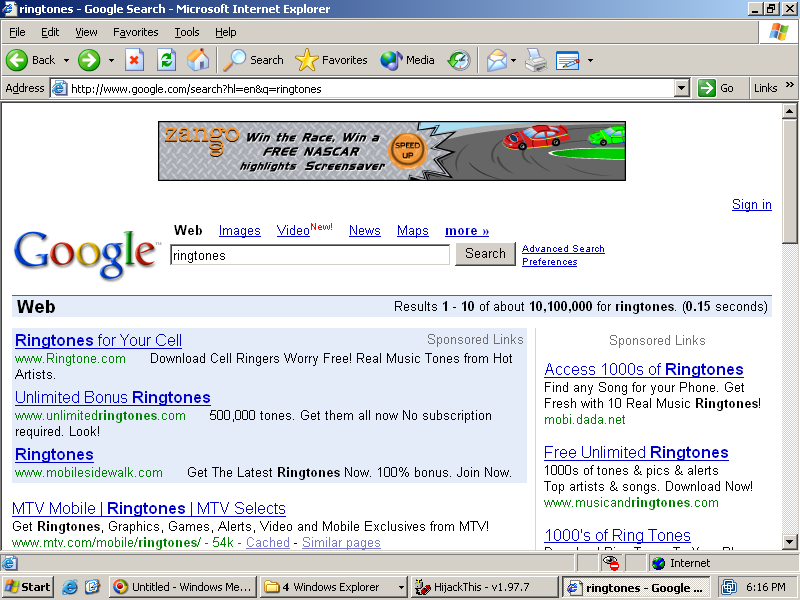 ringtones - Google Search - Microsoft Internet Explorer
File Edit View Favorites Tools Help
Back Search Favorites Media
Address http://www.google.com/search?hl=en&q=ringtones Go Links »
zango Win the Race, Win a FREE NASCAR highlights Screensaver SPEED UP
Sign in
Web Images Video New! News Maps more »
Google™ ringtones Search Advanced Search
Preferences
Web Results 1 - 10 of about 10,100,000 for ringtones. (0.15 seconds)
Ringtones for Your Cell Sponsored Links
www.Ringtone.com Download Cell Ringers Worry Free! Real Music Tones from Hot
Artists.
Unlimited Bonus Ringtones
www.unlimitedringtones.com 500,000 tones. Get them all now No subscription
required. Look!
Ringtones
www.mobilesidewalk.com Get The Latest Ringtones Now. 100% bonus. Join Now.
MTV Mobile | Ringtones | MTV Selects
Get Ringtones, Graphics, Games, Alerts, Video and Mobile Exclusives from MTV!
www.mtv.com/mobile/ringtones/ - 54k - Cached - Similar pages
Sponsored Links
Access 1000s of Ringtones
Find any Song for your Phone. Get
Fresh with 10 Real Music Ringtones!
mobi.dada.net
Free Unlimited Ringtones
1000s of tones & pics & alerts
Top artists & songs. Download Now!
www.musicandringtones.com
1000's of Ring Tones
Internet
Start Untitled - Windows Me... 4 Windows Explorer HijackThis - v1.97.7 ringtones - Google ... 6:16 PM